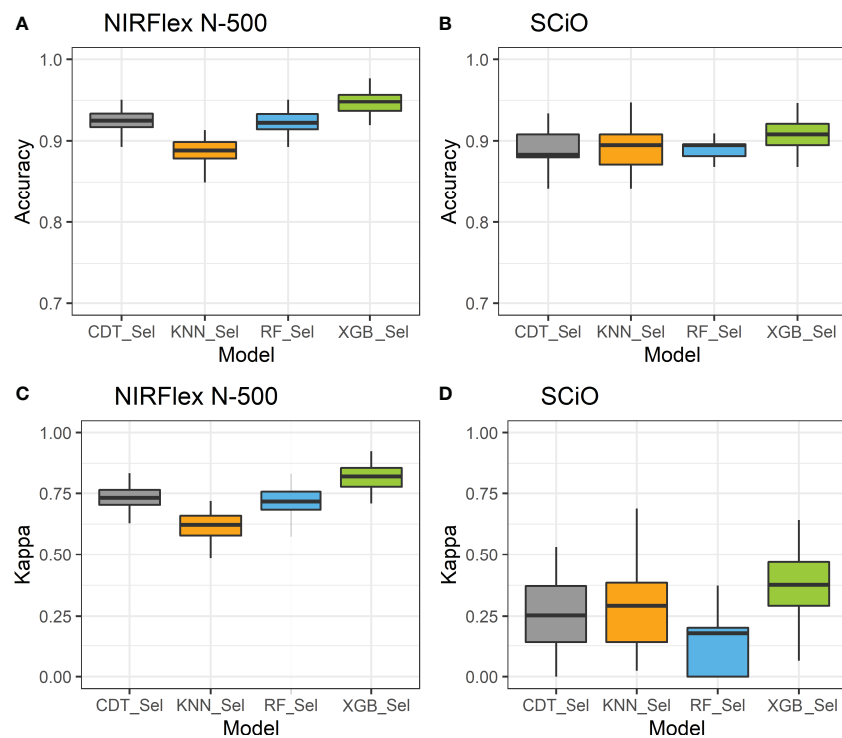 A
NIRFlex N-500
Accuracy
1.0
0.9
0.8
0.7
CDT_Sel KNN_Sel RF_Sel XGB_Sel
Model
B
SCiO
Accuracy
1.0
0.9
0.8
0.7
CDT_Sel KNN_Sel RF_Sel XGB_Sel
Model
C
NIRFlex N-500
Kappa
1.00
0.75
0.50
0.25
0.00
CDT_Sel KNN_Sel RF_Sel XGB_Sel
Model
D
SCiO
Kappa
1.00
0.75
0.50
0.25
0.00
CDT_Sel KNN_Sel RF_Sel XGB_Sel
Model